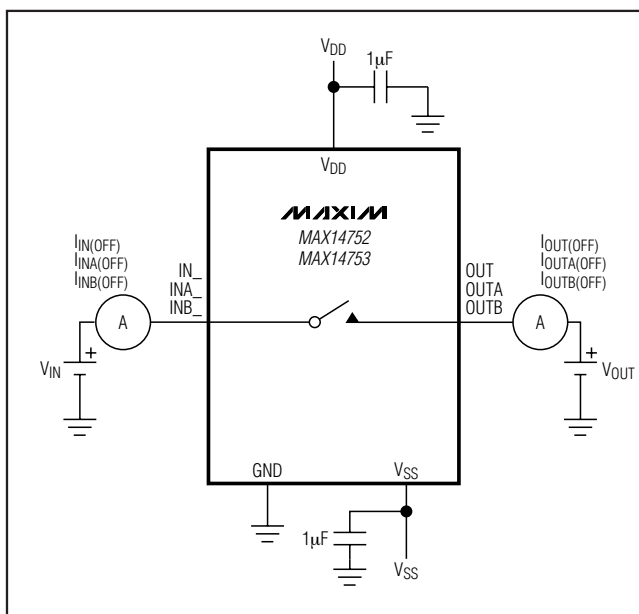 VDD
1µF
VDD
MAXIM
MAX14752
MAX14753
IIN(OFF)
IINA(OFF)
IINB(OFF)
IN_
INA_
INB_
OUT
OUTA
OUTB
IOUT(OFF)
IOUTA(OFF)
IOUTB(OFF)
A
A
+
VIN
+
VOUT
GND
VSS
1µF
VSS